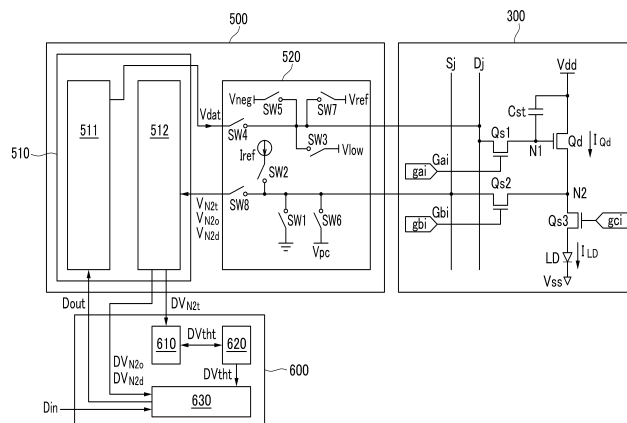 500
300
520
Sj
Dj
Vdd
Vneg
SW5
SW7
Vref
Cst
511
512
Vdat
SW4
SW3
Vlow
Qs1
Qd
I Qd
N1
510
Iref
SW2
gai
Gai
Qs2
N2
VN2t
VN2o
VN2d
SW8
SW1
SW6
Vpc
gbi
Gbi
Qs3
gci
LD
I LD
Vss
Dout
DVN2t
610
DVtht
620
600
DVN2o
DVN2d
DVtht
630
Din